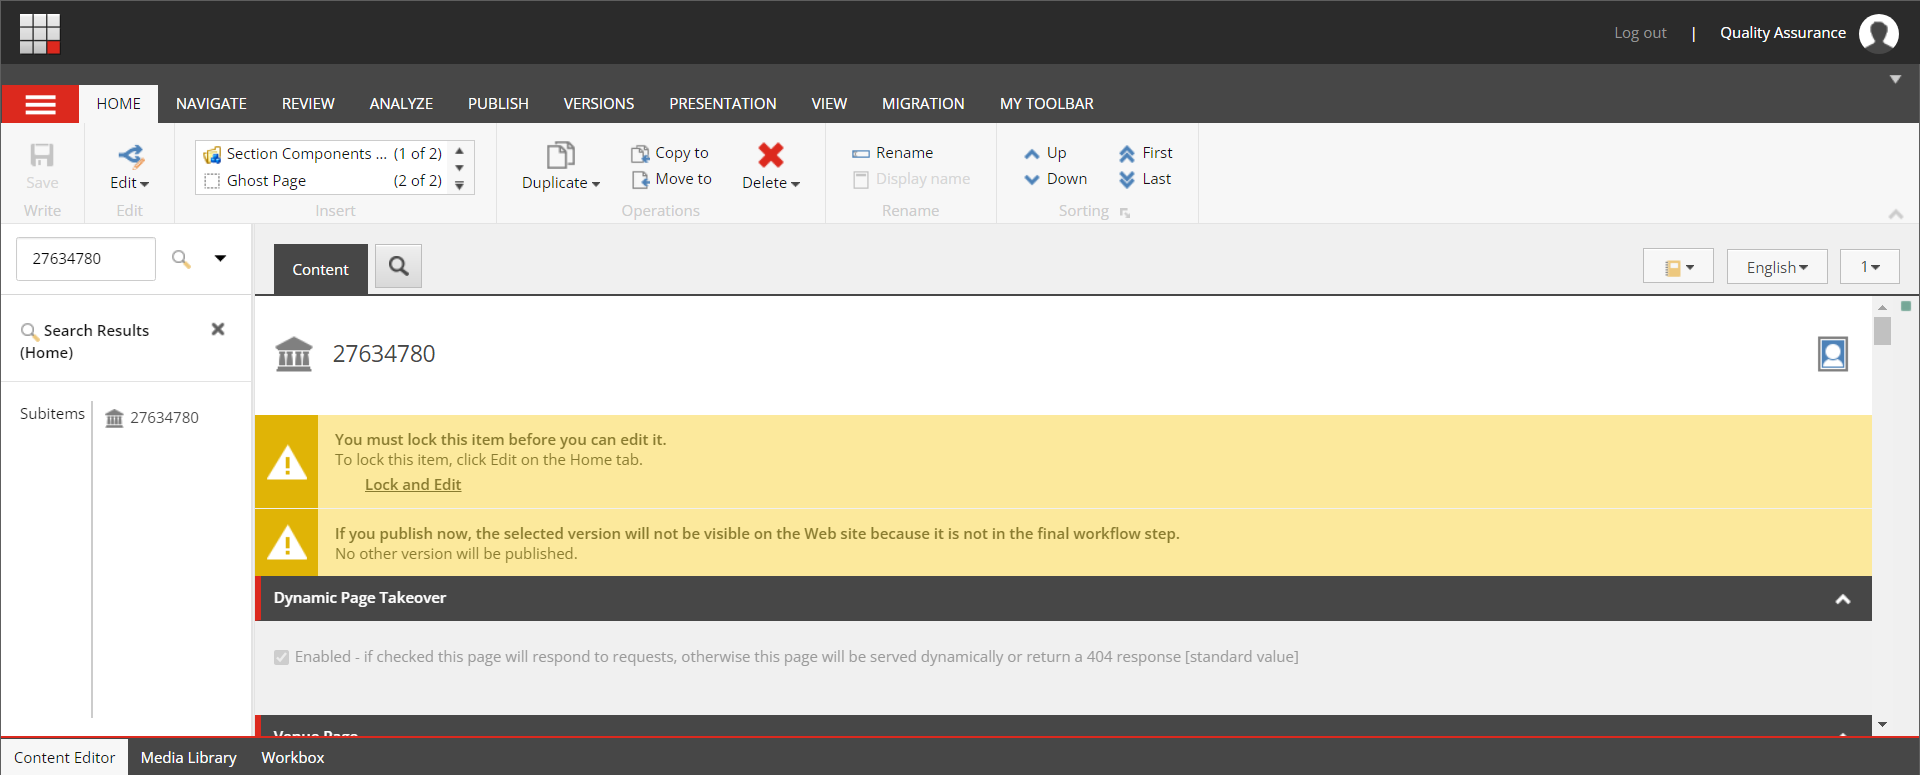 Log out | Quality Assurance
HOME NAVIGATE REVIEW ANALYZE PUBLISH VERSIONS PRESENTATION VIEW MIGRATION MY TOOLBAR
Save
Write
Edit
Edit
Section Components ... (1 of 2)
Ghost Page (2 of 2)
Insert
Duplicate
Copy to
Move to
Delete
Operations
Rename
Display name
Rename
Up
Down
First
Last
Sorting
27634780
Search Results
(Home)
Subitems
27634780
Content
English
1
27634780
You must lock this item before you can edit it.
To lock this item, click Edit on the Home tab.
Lock and Edit
If you publish now, the selected version will not be visible on the Web site because it is not in the final workflow step.
No other version will be published.
Dynamic Page Takeover
Enabled - if checked this page will respond to requests, otherwise this page will be served dynamically or return a 404 response [standard value]
Venue Page
Content Editor Media Library Workbox